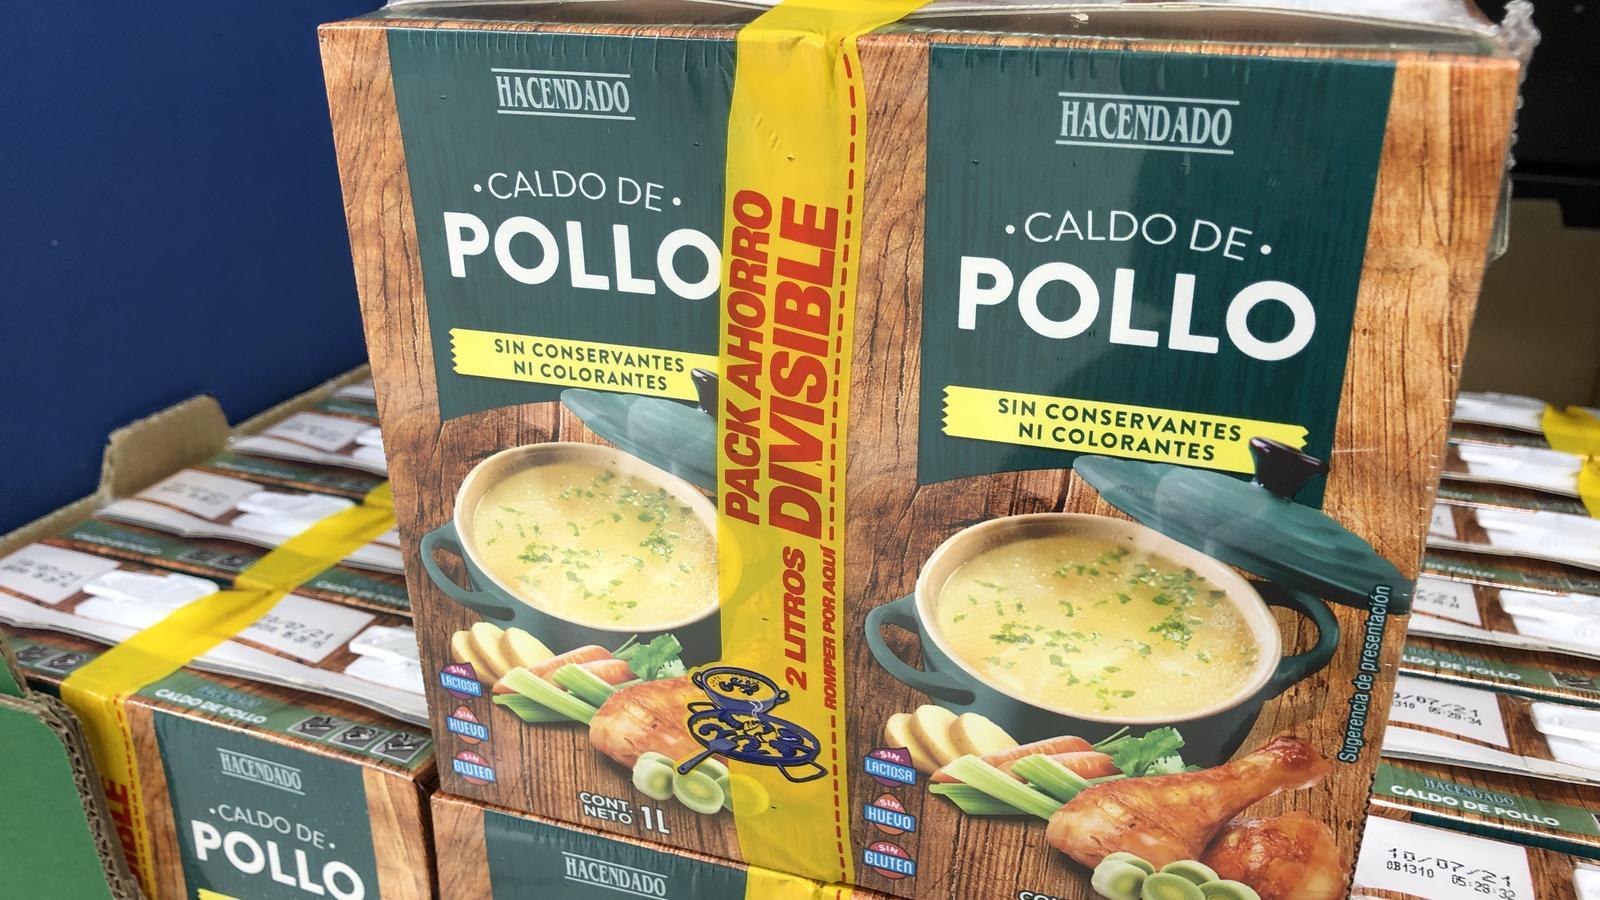 HACENDADO
·CALDO DE·
POLLO
SIN CONSERVANTES
NI COLORANTES
SIN
LACTOSA
SIN
HUEVO
SIN
GLUTEN
CONT.
NETO 1L
PACK AHORRO
DIVISIBLE
2 LITROS
ROMPER POR AQUÍ
HACENDADO
·CALDO DE·
POLLO
SIN CONSERVANTES
NI COLORANTES
SIN
LACTOSA
SIN
HUEVO
SIN
GLUTEN
Sugerencia de presentación
CALDO DE POLLO
HACENDADO
·CALDO DE·
POLLO
HACENDADO
CALDO DE POLLO
HACENDADO
CALDO DE POLLO
10/07/21
05:28:32